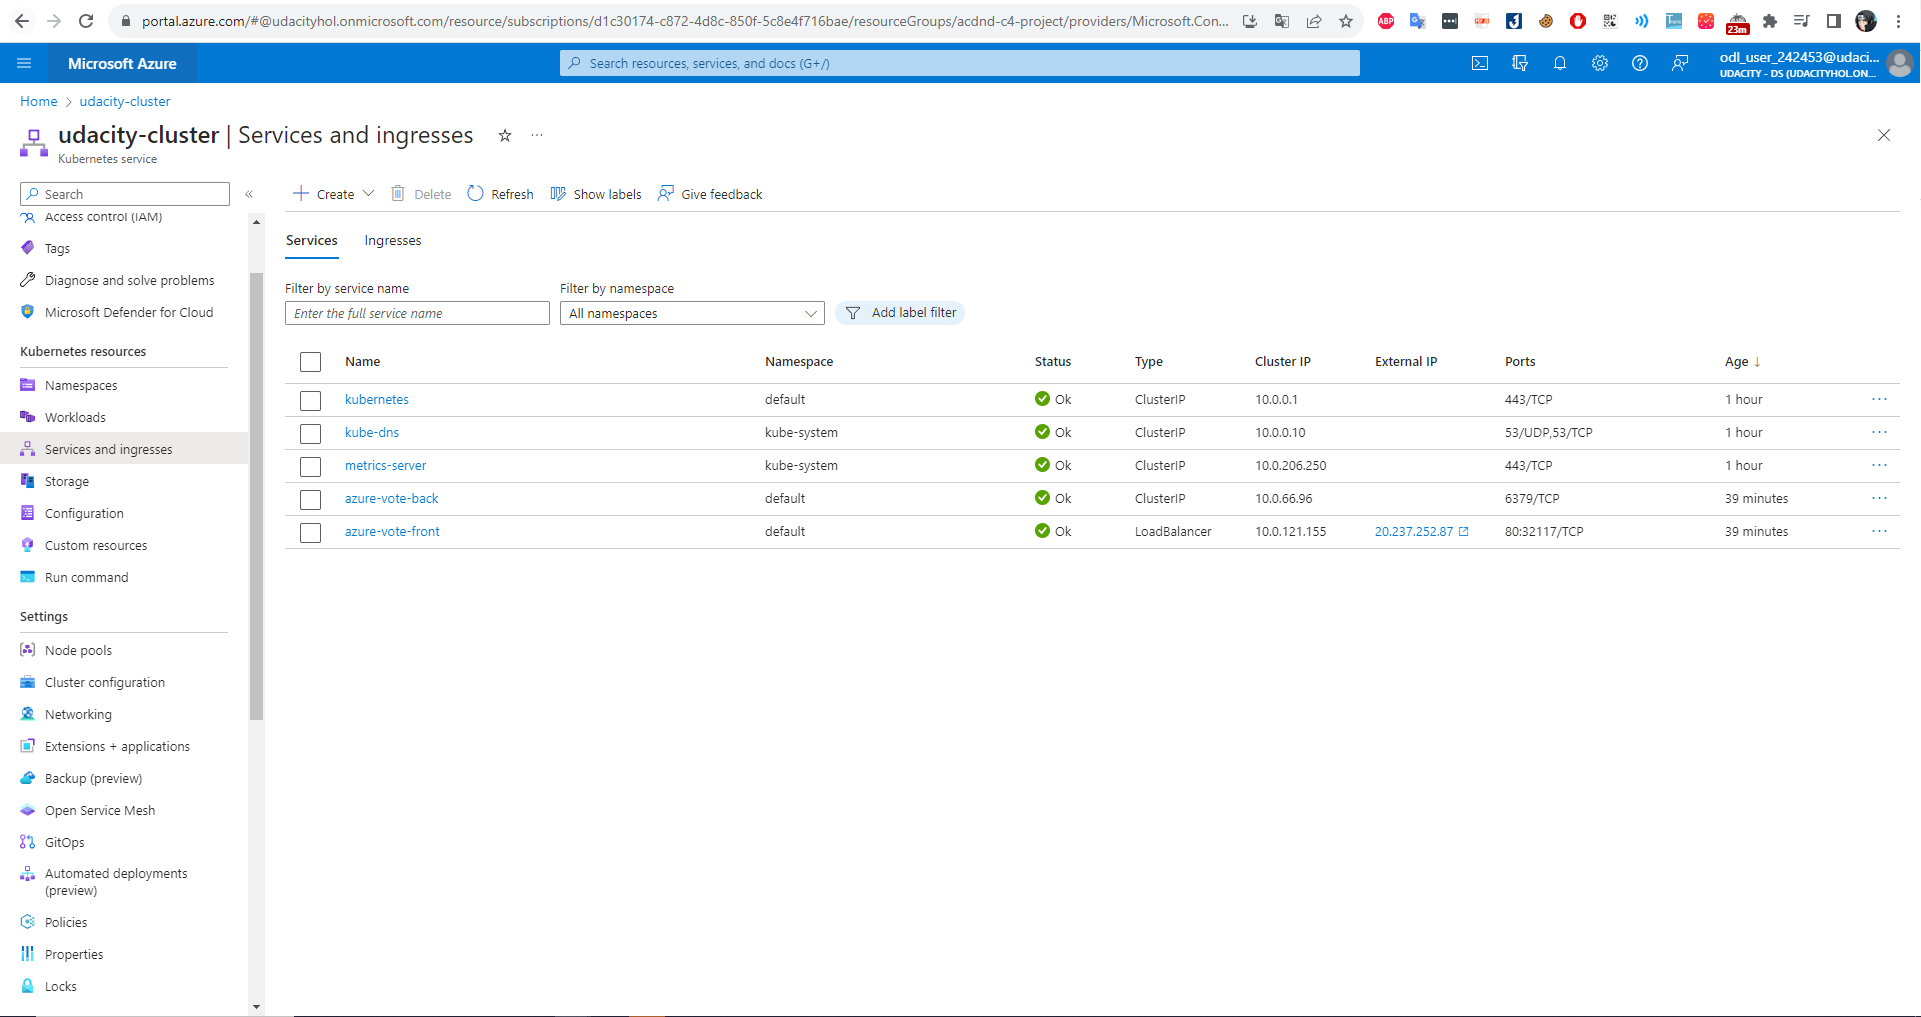 portal.azure.com/#@udacityhol.onmicrosoft.com/resource/subscriptions/d1c30174-c872-4d8c-850f-5c8e4f716bae/resourceGroups/acdnd-c4-project/providers/Microsoft.Con...
ABP
23m
Microsoft Azure
Search resources, services, and docs (G+/)
odl_user_242453@udaci...
UDACITY - DS (UDACITYHOL.ON...
Home > udacity-cluster
udacity-cluster | Services and ingresses
Kubernetes service
Search
Create Delete Refresh Show labels Give feedback
Access control (IAM)
Tags
Diagnose and solve problems
Microsoft Defender for Cloud
Kubernetes resources
Namespaces
Workloads
Services and ingresses
Storage
Configuration
Custom resources
Run command
Settings
Node pools
Cluster configuration
Networking
Extensions + applications
Backup (preview)
Open Service Mesh
GitOps
Automated deployments
(preview)
Policies
Properties
Locks
Services Ingresses
Filter by service name Filter by namespace
Enter the full service name All namespaces Add label filter
Name Namespace Status Type Cluster IP External IP Ports Age ↓
kubernetes default Ok ClusterIP 10.0.0.1 443/TCP 1 hour
kube-dns kube-system Ok ClusterIP 10.0.0.10 53/UDP,53/TCP 1 hour
metrics-server kube-system Ok ClusterIP 10.0.206.250 443/TCP 1 hour
azure-vote-back default Ok ClusterIP 10.0.66.96 6379/TCP 39 minutes
azure-vote-front default Ok LoadBalancer 10.0.121.155 20.237.252.87 80:32117/TCP 39 minutes